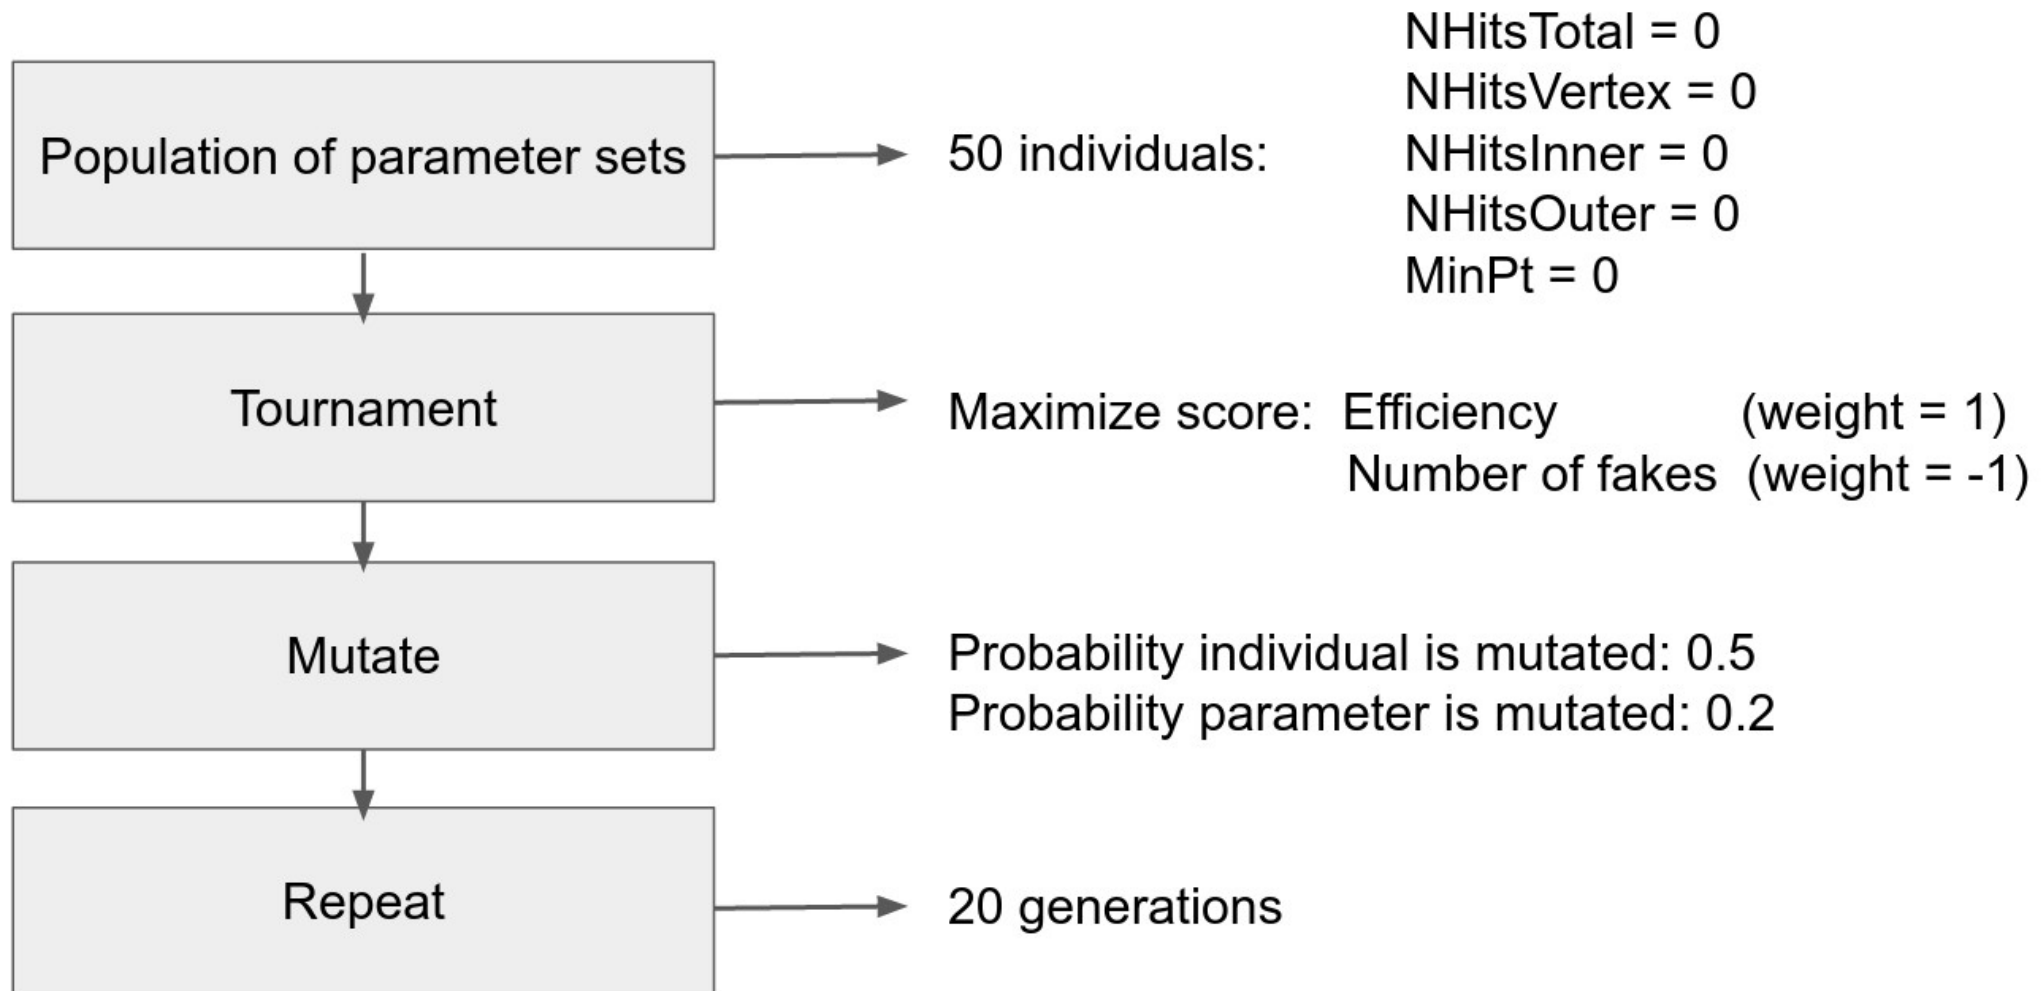 Population of parameter sets
50 individuals:
NHitsTotal = 0
NHitsVertex = 0
NHitsInner = 0
NHitsOuter = 0
MinPt = 0
Tournament
Maximize score: Efficiency (weight = 1)
Number of fakes (weight = -1)
Mutate
Probability individual is mutated: 0.5
Probability parameter is mutated: 0.2
Repeat
20 generations